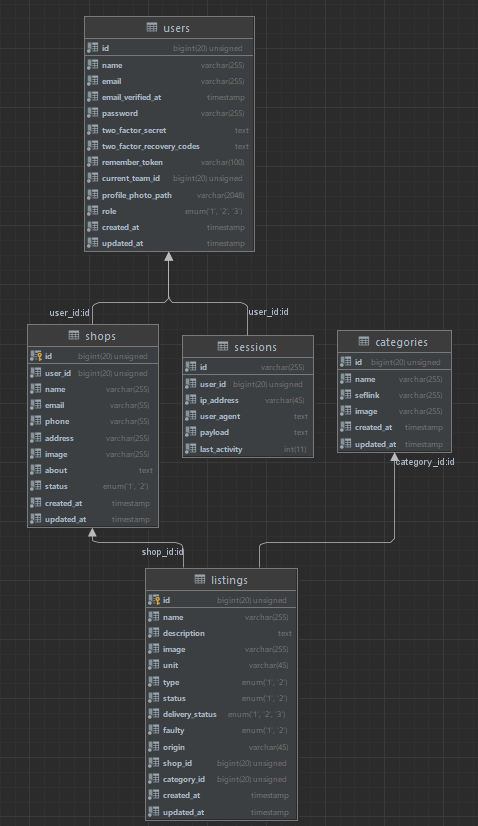 users
id bigint(20) unsigned
name varchar(255)
email varchar(255)
email_verified_at timestamp
password varchar(255)
two_factor_secret text
two_factor_recovery_codes text
remember_token varchar(100)
current_team_id bigint(20) unsigned
profile_photo_path varchar(2048)
role enum('1', '2', '3')
created_at timestamp
updated_at timestamp
user_id:id
user_id:id
shops
id bigint(20) unsigned
user_id bigint(20) unsigned
name varchar(255)
email varchar(255)
phone varchar(55)
address varchar(255)
image varchar(255)
about text
status enum('1', '2')
created_at timestamp
updated_at timestamp
sessions
id varchar(255)
user_id bigint(20) unsigned
ip_address varchar(45)
user_agent text
payload text
last_activity int(11)
categories
id bigint(20) unsigned
name varchar(255)
seflink varchar(255)
image varchar(255)
created_at timestamp
updated_at timestamp
category_id:id
shop_id:id
listings
id bigint(20) unsigned
name varchar(255)
description text
image varchar(255)
unit varchar(45)
type enum('1', '2')
status enum('1', '2')
delivery_status enum('1', '2', '3')
faulty enum('1', '2')
origin varchar(45)
shop_id bigint(20) unsigned
category_id bigint(20) unsigned
created_at timestamp
updated_at timestamp